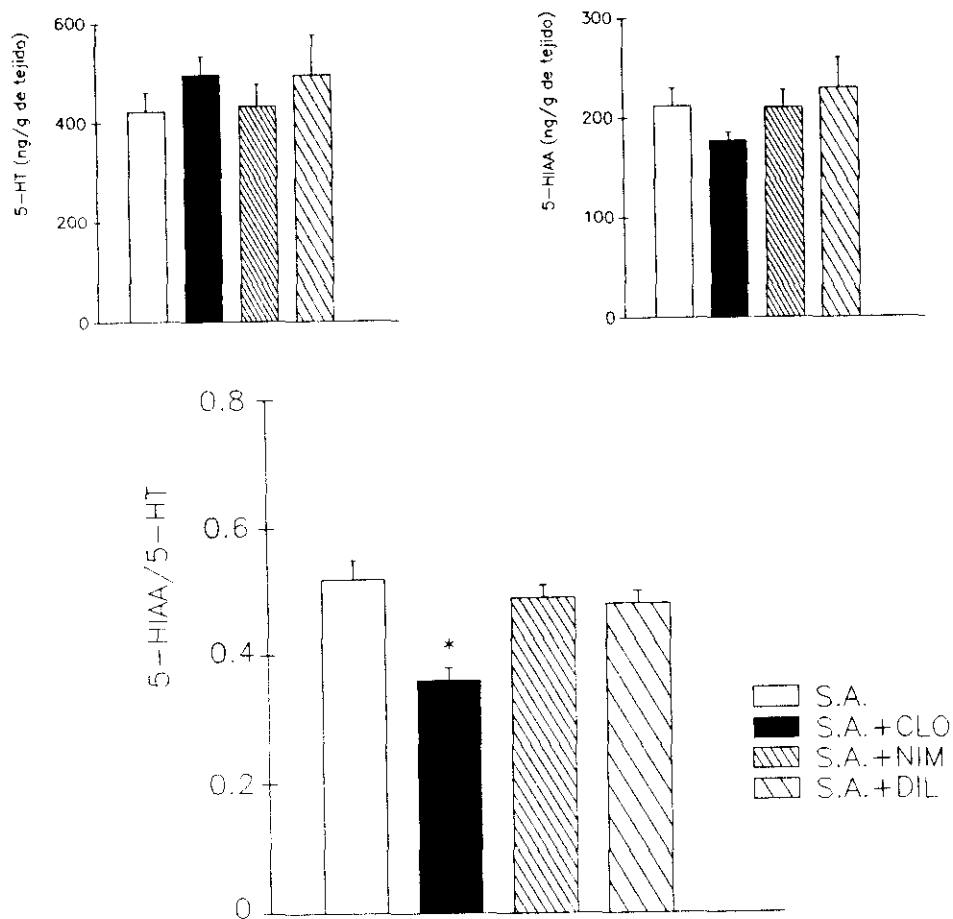 5-HT (ng/g de tejido)
600
400
200
0
5-HIAA (ng/g de tejido)
300
200
100
0
5-HIAA/5-HT
0.8
0.6
0.4
0.2
0
*
S.A.
S.A.+CLO
S.A.+NIM
S.A.+DIL